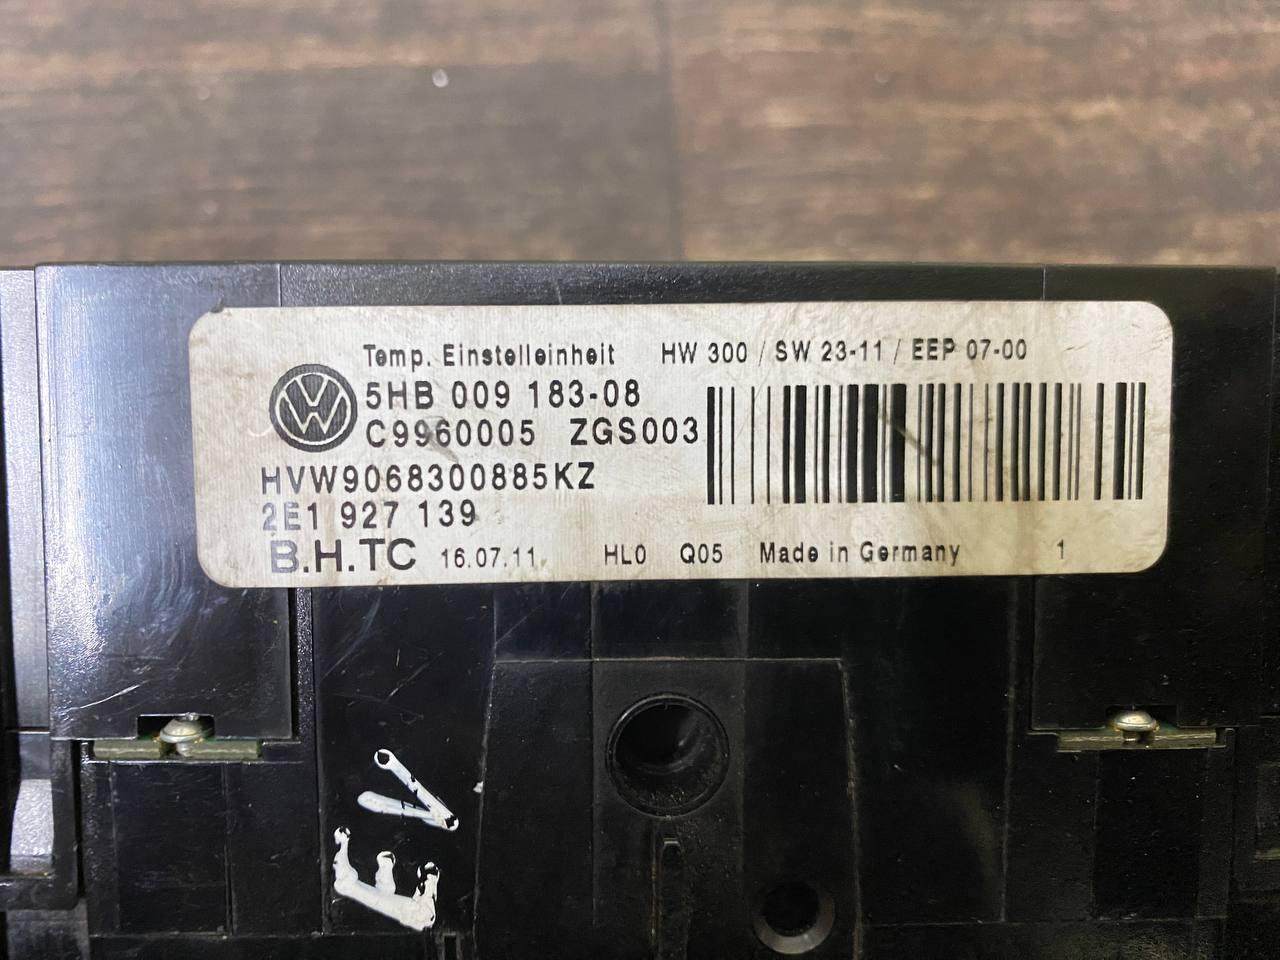 Temp. Einstelleinheit HW 300 / SW 23-11 / EEP 07-00
5HB 009 183-08
C9960005 ZGS003
HVW9068300885KZ
2E1 927 139
B.H.TC 16.07.11. HL0 Q05 Made in Germany 1
EV